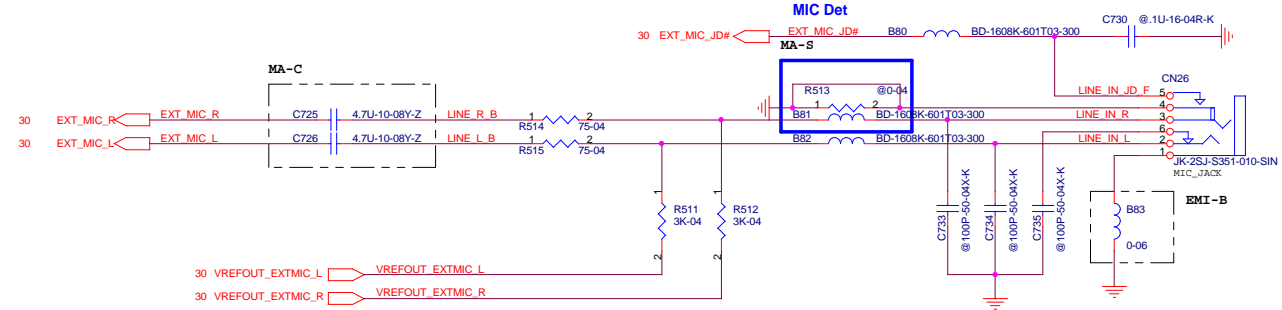 MIC Det
C730 @.1U-16-04R-K
30 EXT_MIC_JD# EXT_MIC_JD# B80 BD-1608K-601T03-300
MA-S
MA-C
CN26
R513 @0-04
1 2
LINE_IN_JD_F 5
4
30 EXT_MIC_R EXT_MIC_R C725 4.7U-10-08Y-Z LINE_R_B 1 2 B81 BD-1608K-601T03-300 LINE_IN_R 3
R514 75-04
6
30 EXT_MIC_L EXT_MIC_L C726 4.7U-10-08Y-Z LINE_L_B 1 2 B82 BD-1608K-601T03-300 LINE_IN_L 2
R515 75-04
1
JK-2SJ-S351-010-SIN
MIC_JACK
EMI-B
1 1
R511 R512
3K-04 3K-04
2 2
C733
@100P-50-04X-K
C734
@100P-50-04X-K
C735
@100P-50-04X-K
B83
0-06
30 VREFOUT_EXTMIC_L VREFOUT_EXTMIC_L
30 VREFOUT_EXTMIC_R VREFOUT_EXTMIC_R